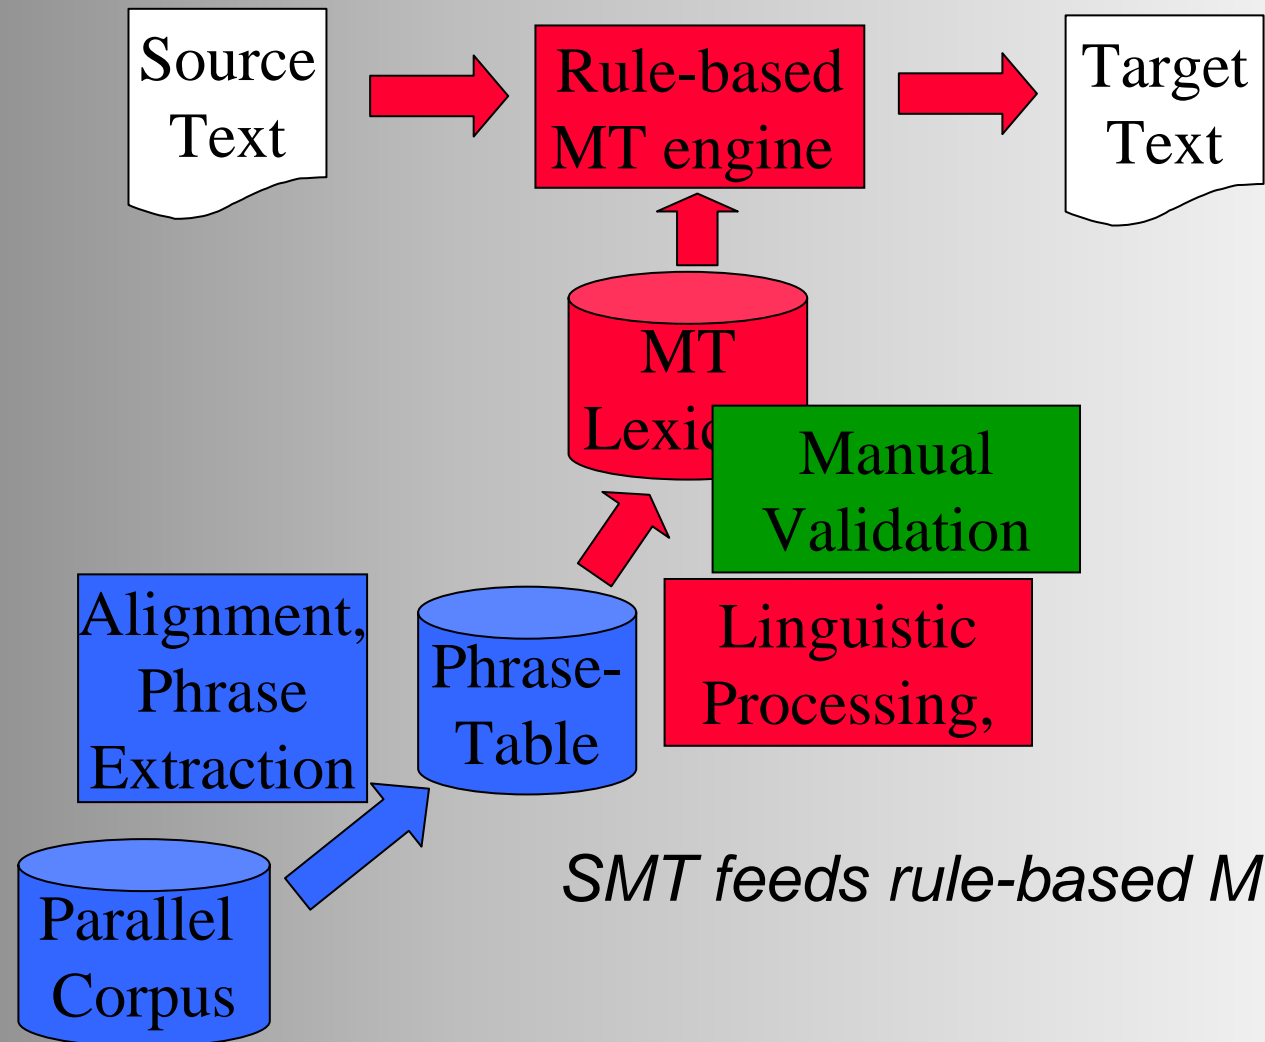 Source
Text
Rule-based
MT engine
Target
Text
MT
Lexic
Manual
Validation
Alignment,
Phrase
Extraction
Phrase-
Table
Linguistic
Processing,
SMT feeds rule-based M
Parallel
Corpus